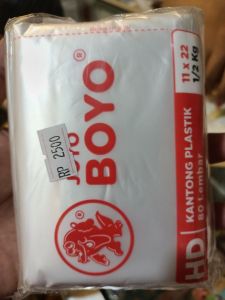 BOYO®
RP 2500
HD
KANTONG PLASTIK
80 Lembar
11 x 22
1/2 Kg